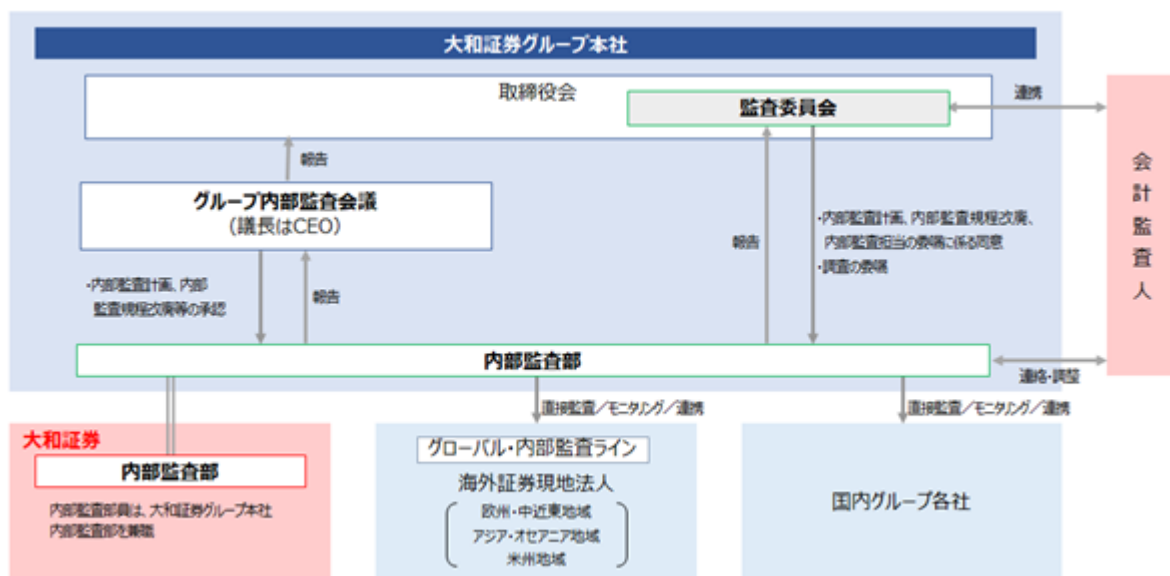 大和証券グループ本社
取締役会
監査委員会
連携
報告
グループ内部監査会議
(議長はCEO)
・内部監査計画、内部
監査規程改廃等の承認
報告
報告
・内部監査計画、内部監査規程改廃、
内部監査担当の委嘱に係る同意
・調査の委嘱
会計監査人
内部監査部
連絡・調整
直接監査／モニタリング／連携
直接監査／モニタリング／連携
大和証券
内部監査部
内部監査部員は、大和証券グループ本社
内部監査部を兼職
グローバル・内部監査ライン
海外証券現地法人
欧州・中近東地域
アジア・オセアニア地域
米州地域
国内グループ各社